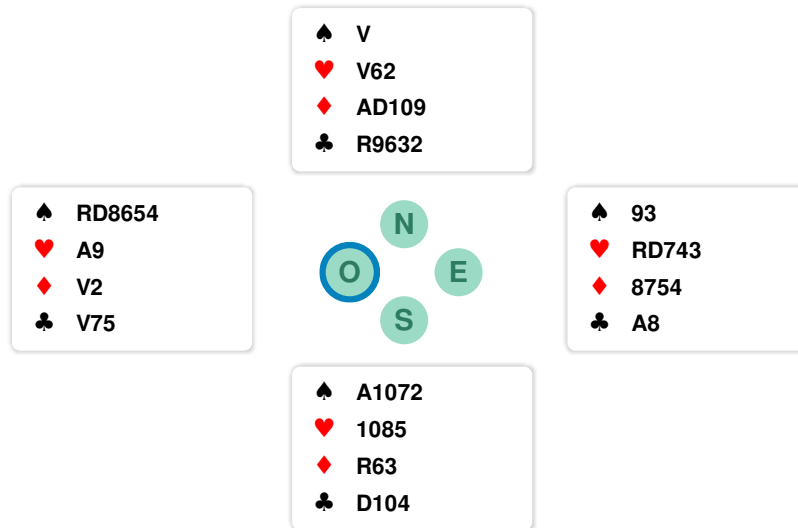 ♠ V
♥ V62
♦ AD109
♣ R9632
♠ RD8654
♥ A9
♦ V2
♣ V75
N
O E
S
♠ 93
♥ RD743
♦ 8754
♣ A8
♠ A1072
♥ 1085
♦ R63
♣ D104